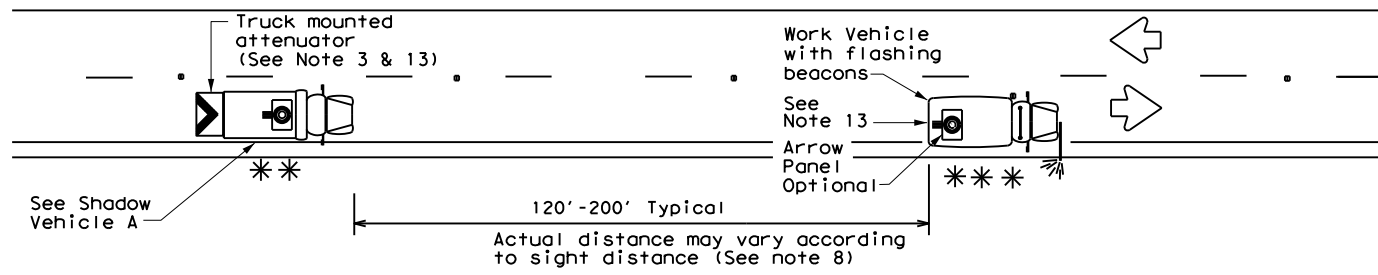 Truck mounted
attenuator
(See Note 3 & 13)
Work Vehicle
with flashing
beacons
See
Note 13
Arrow
Panel
Optional
See Shadow
Vehicle A
120'-200' Typical
Actual distance may vary according
to sight distance (See note 8)